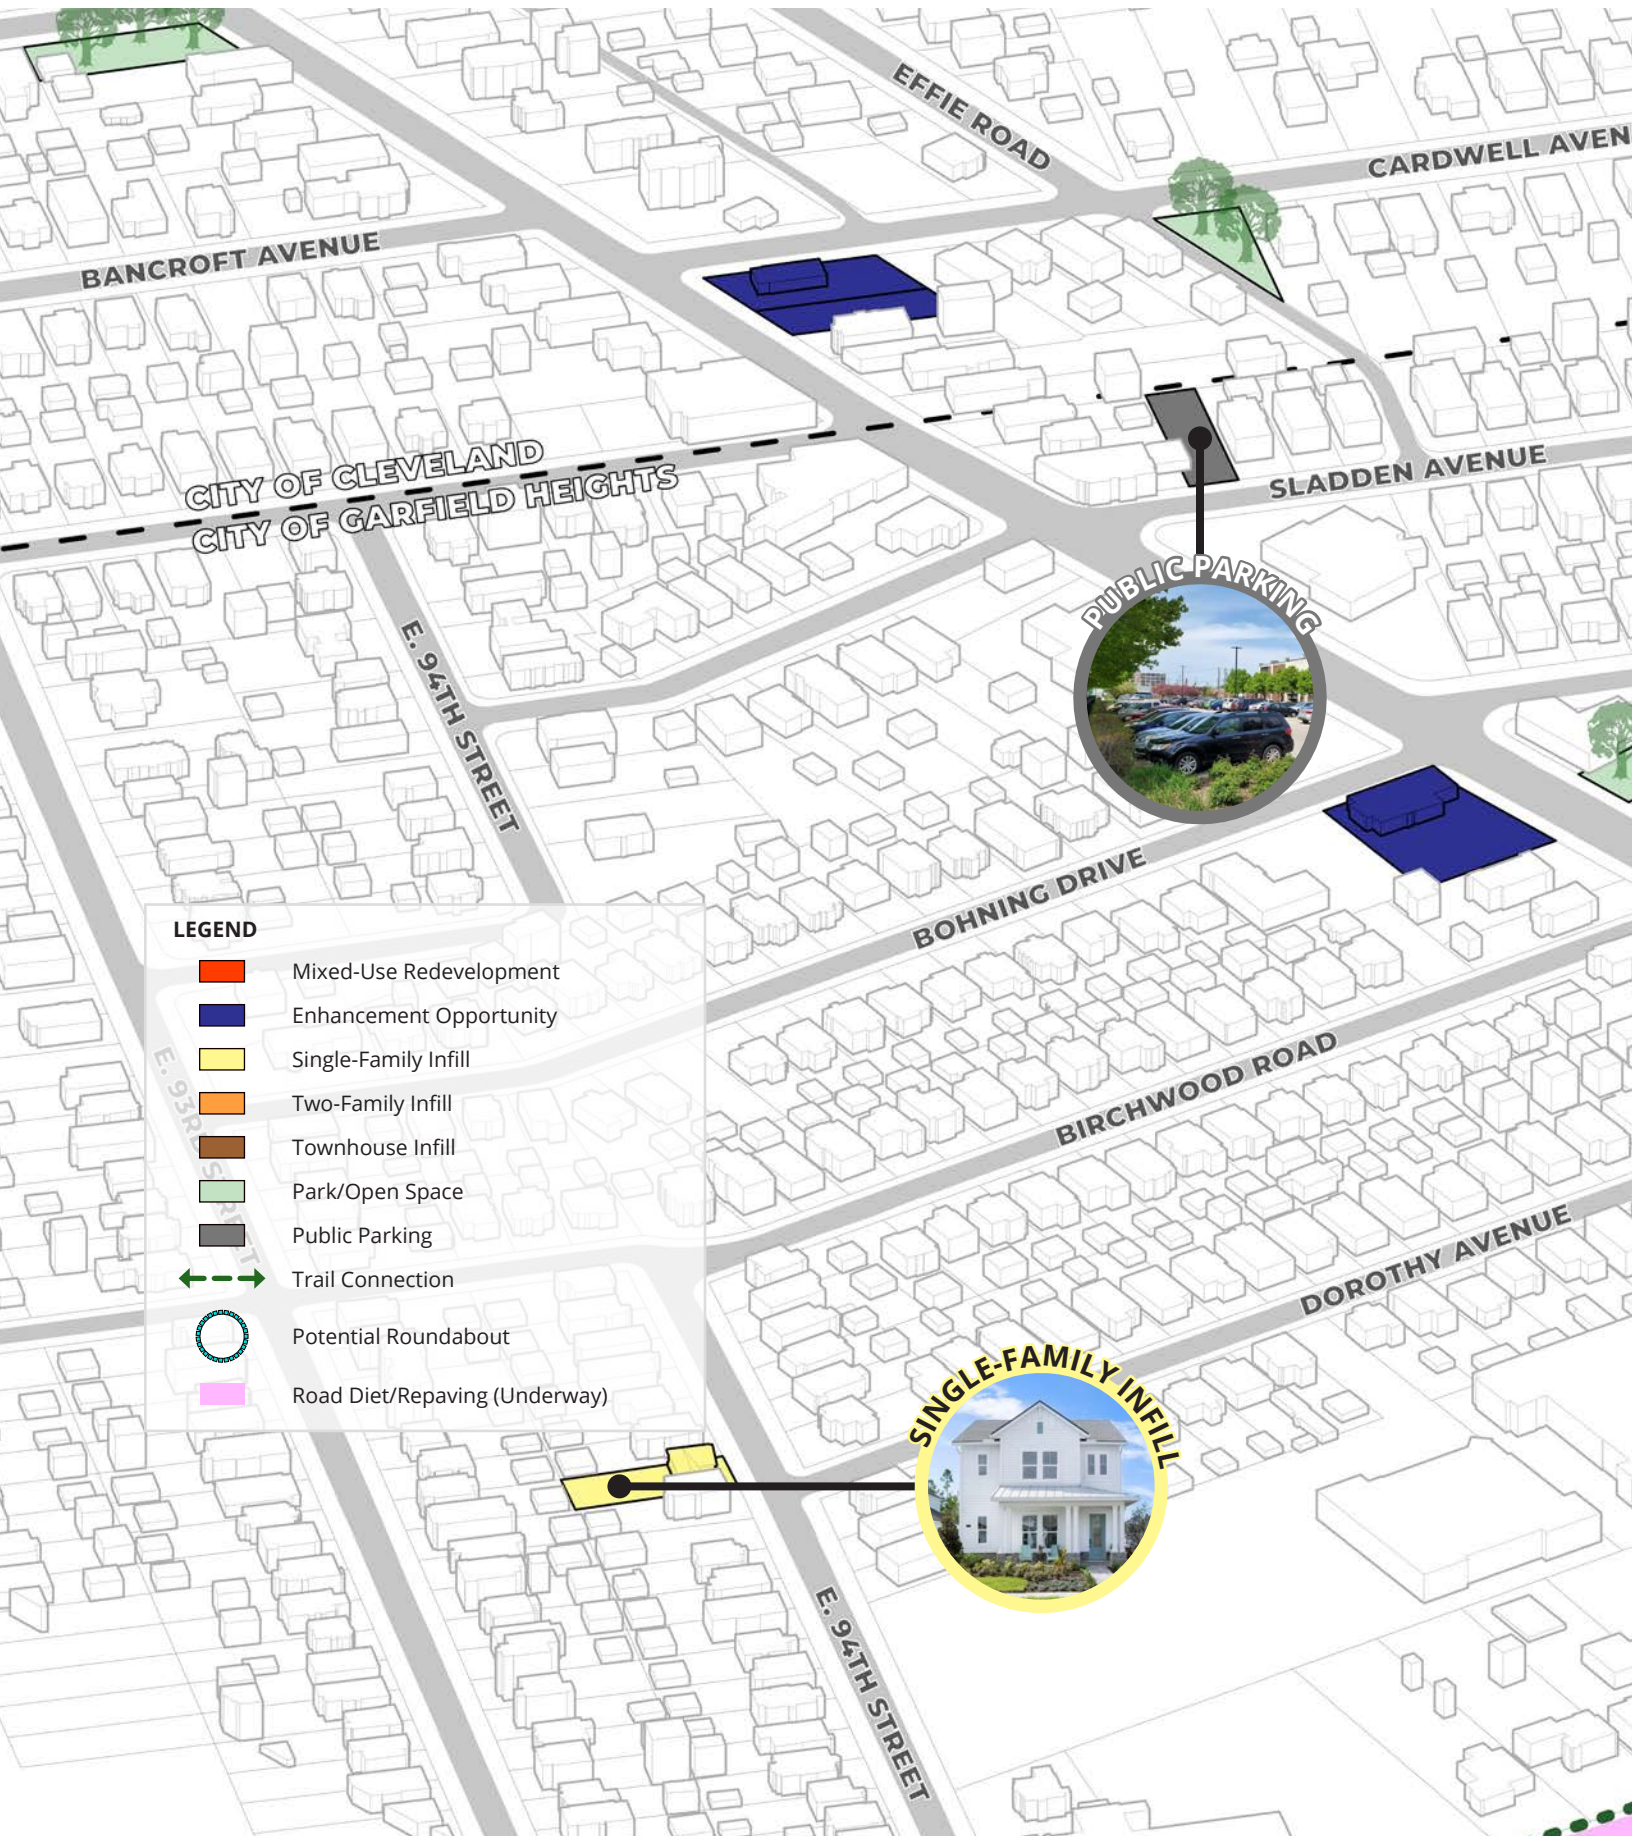 EFFIE ROAD
CARDWELL AVEN
BANCROFT AVENUE
CITY OF CLEVELAND
CITY OF GARFIELD HEIGHTS
SLADDEN AVENUE
PUBLIC PARKING
E. 94TH STREET
BOHNING DRIVE
LEGEND
Mixed-Use Redevelopment
Enhancement Opportunity
Single-Family Infill
Two-Family Infill
Townhouse Infill
Park/Open Space
Public Parking
Trail Connection
Potential Roundabout
Road Diet/Repaving (Underway)
E. 93RD STREET
BIRCHWOOD ROAD
DOROTHY AVENUE
SINGLE-FAMILY INFILL
E. 94TH STREET